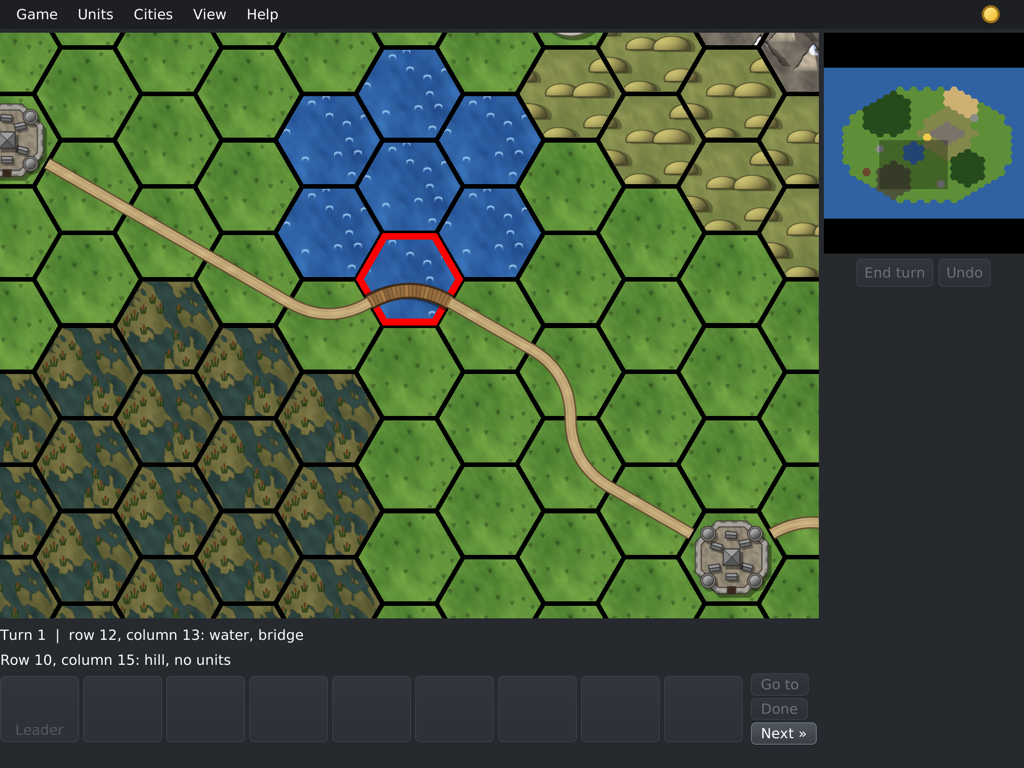 Game Units Cities View Help
End turn Undo
Turn 1 | row 12, column 13: water, bridge
Row 10, column 15: hill, no units
Leader
Go to
Done
Next »